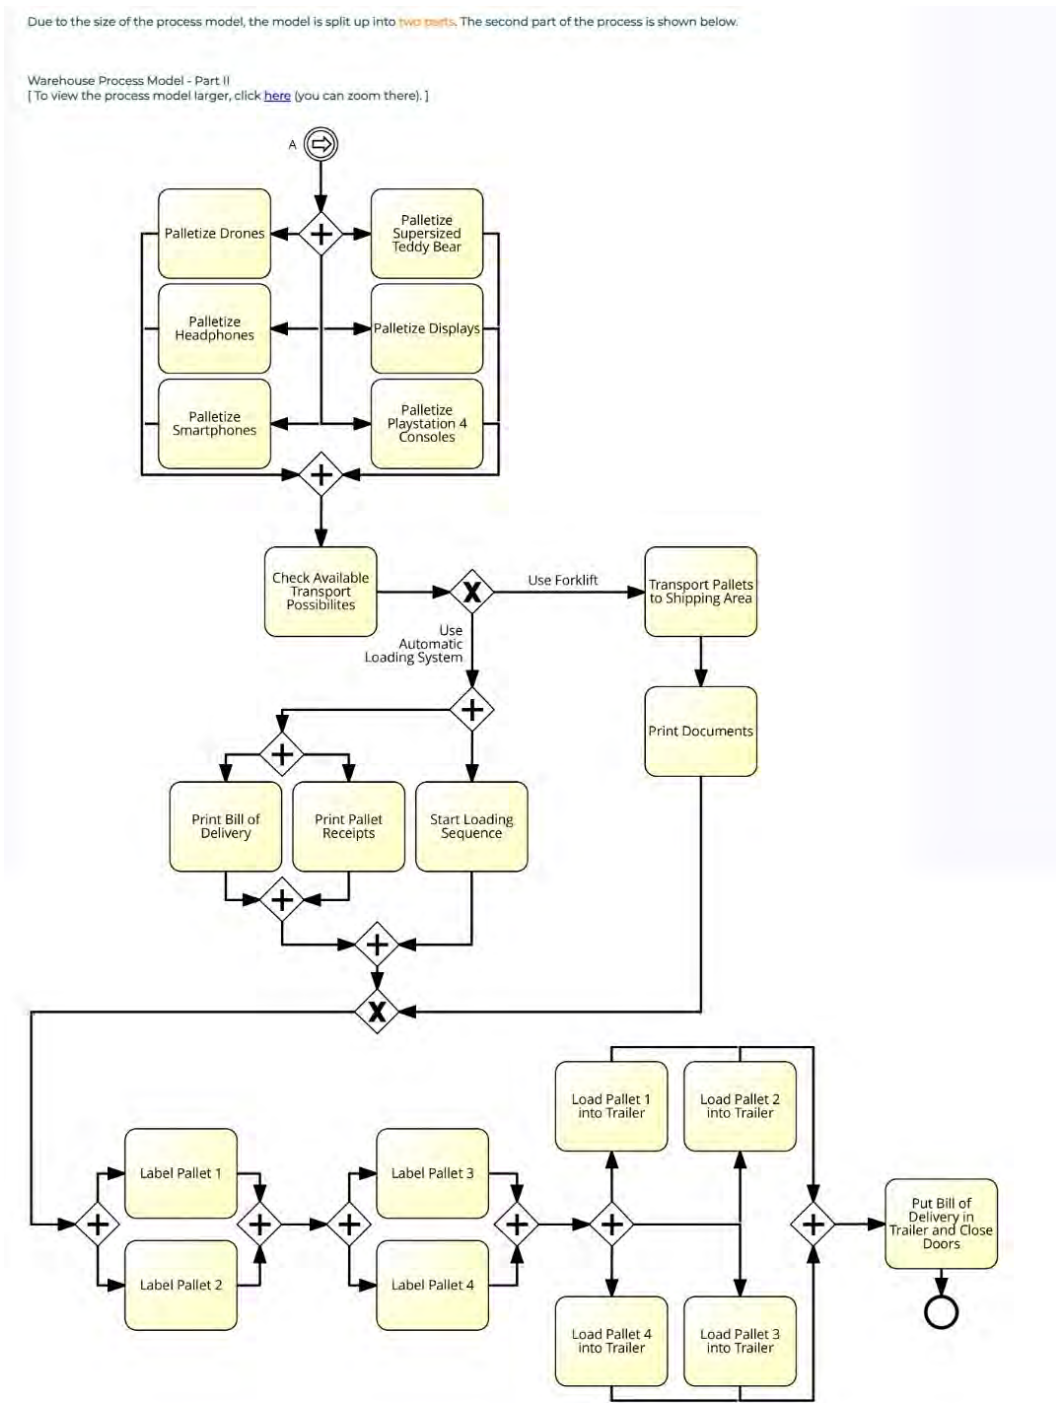 Due to the size of the process model, the model is split up into two parts. The second part of the process is shown below.
Warehouse Process Model - Part II
[ To view the process model larger, click here (you can zoom there). ]
A
Palletize Drones
Palletize
Supersized
Teddy Bear
Palletize
Headphones
Palletize Displays
Palletize
Smartphones
Palletize
Playstation 4
Consoles
Check Available
Transport
Possibilites
X
Use Forklift
Transport Pallets
to Shipping Area
Use
Automatic
Loading System
Print Documents
Print Bill of
Delivery
Print Pallet
Receipts
Start Loading
Sequence
X
Load Pallet 1
into Trailer
Load Pallet 2
into Trailer
Label Pallet 1
Label Pallet 3
Put Bill of
Delivery in
Trailer and Close
Doors
Label Pallet 2
Label Pallet 4
Load Pallet 4
into Trailer
Load Pallet 3
into Trailer